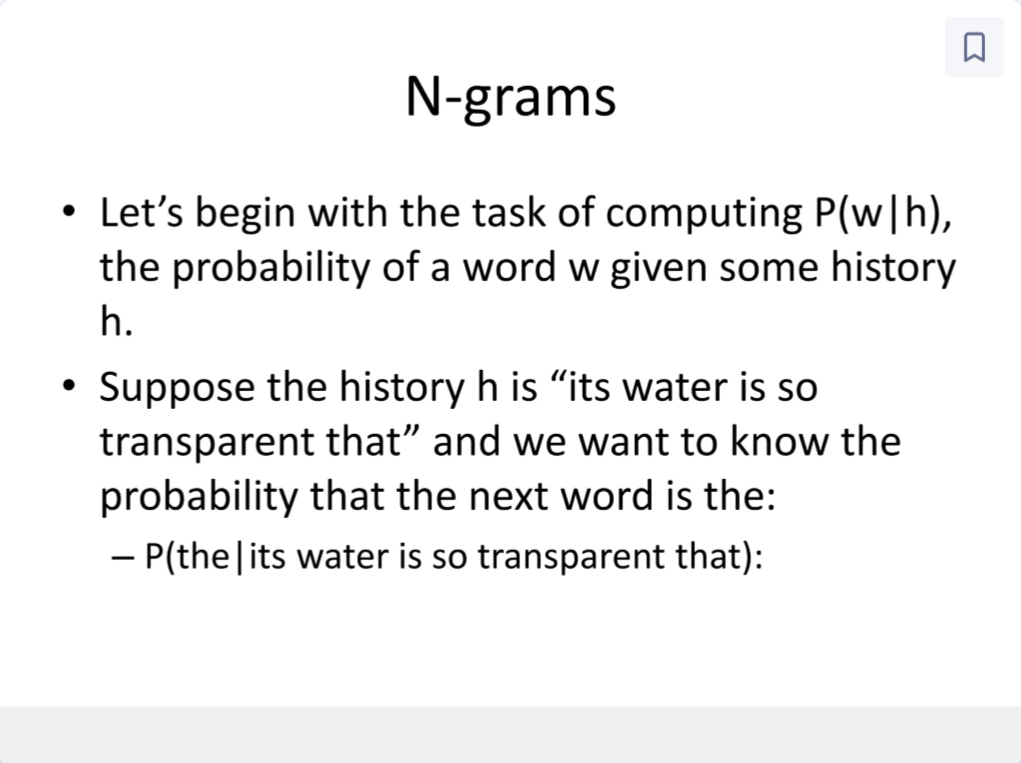 N-grams
• Let’s begin with the task of computing P(w|h),
the probability of a word w given some history
h.
• Suppose the history h is “its water is so
transparent that” and we want to know the
probability that the next word is the:
– P(the|its water is so transparent that):